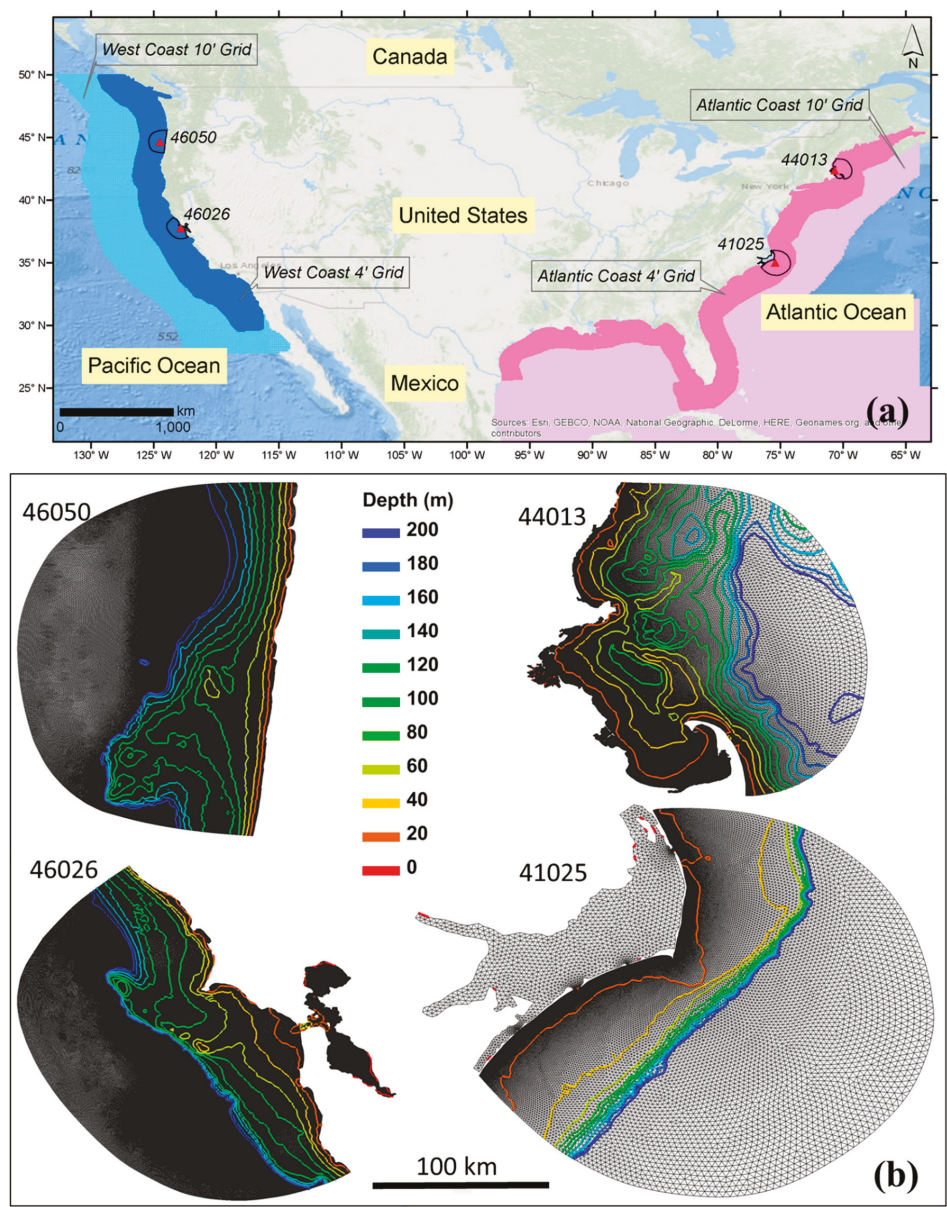 West Coast 10' Grid
Canada
N
50° N
Atlantic Coast 10' Grid
45° N
46050
44013
Chicago
New York
40° N
46026
United States
41025
35° N
Los Angeles
West Coast 4' Grid
Atlantic Coast 4' Grid
Atlantic Ocean
30° N
552
Pacific Ocean
Mexico
25° N
(a)
km
0 1,000
Sources: Esri, GEBCO, NOAA, National Geographic, DeLorme, HERE, Geonames.org, and other
contributors
130° W 125° W 120° W 115° W 110° W 105° W 100° W 95° W 90° W 85° W 80° W 75° W 70° W 65° W
46050
Depth (m)
44013
200
180
160
140
120
100
80
60
40
20
0
46026
41025
100 km
(b)